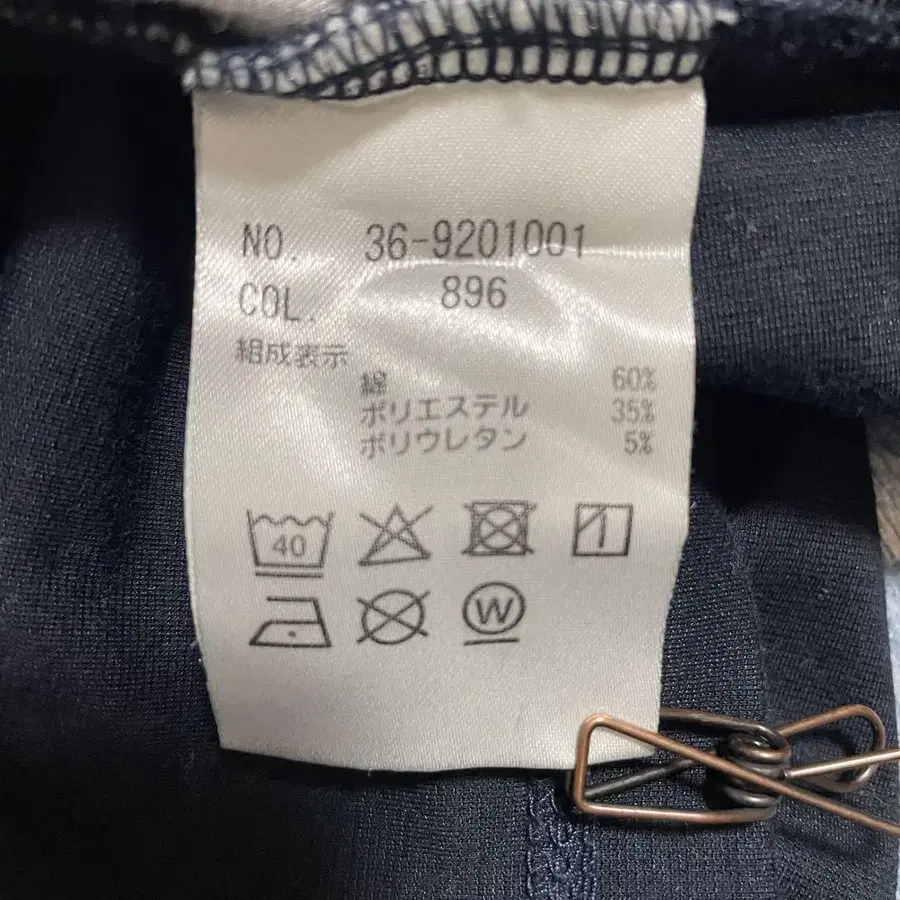 NO. 36-9201001
COL. 896
組成表示
綿 60%
ポリエステル 35%
ポリウレタン 5%
40
W